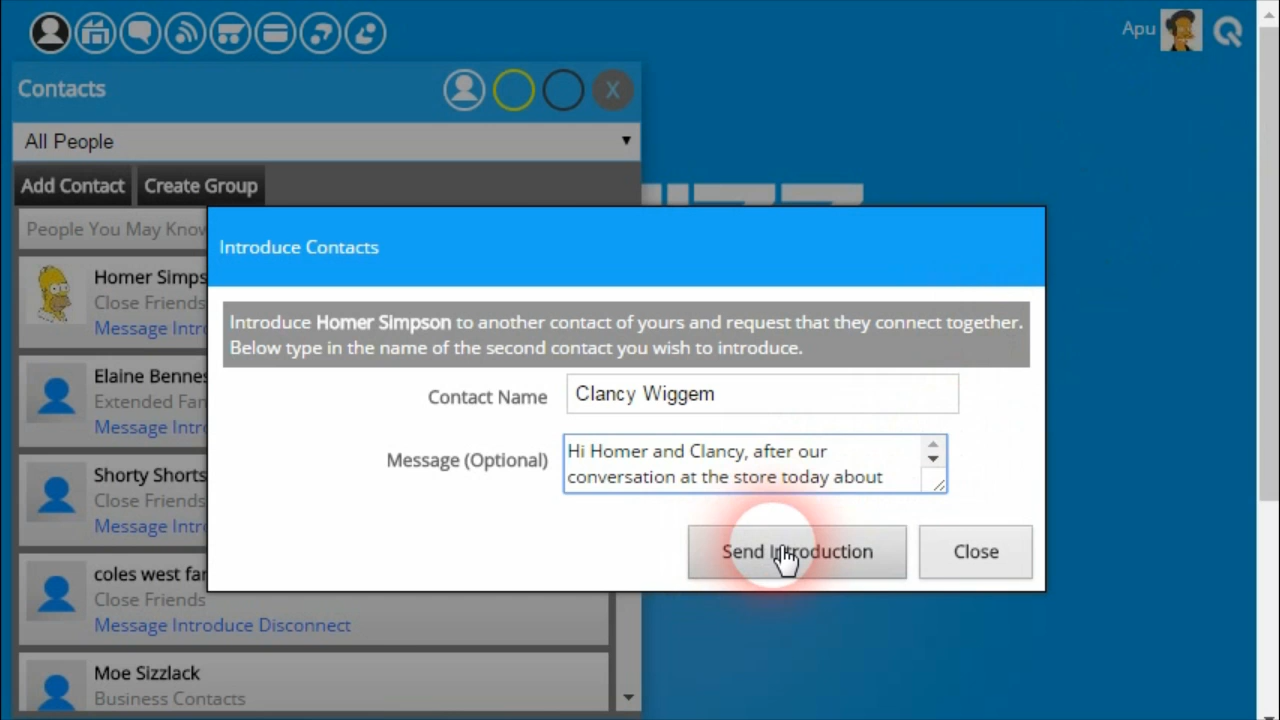 Apu
Contacts
X
All People
Add Contact Create Group
People You May Know
Introduce Contacts
Homer Simps
Close Friends
Message Intro
Introduce Homer Simpson to another contact of yours and request that they connect together.
Below type in the name of the second contact you wish to introduce.
Elaine Bennes
Extended Fam
Message Intro
Contact Name Clancy Wiggem
Message (Optional) Hi Homer and Clancy, after our
conversation at the store today about
Shorty Shorts
Close Friends
Message Intro
Send Introduction Close
coles west far
Close Friends
Message Introduce Disconnect
Moe Sizzlack
Business Contacts